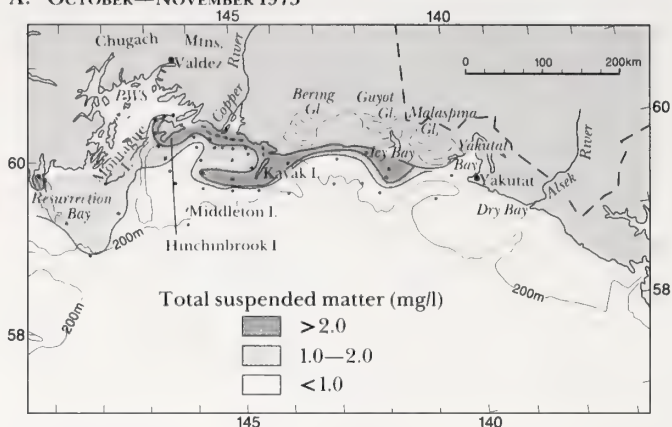 A. OCTOBER—NOVEMBER 1975
145
140
Chugach Mtns.
Valdez
River
Copper
PWS
0 100 200km
Bering Gl.
Guyot Gl.
Malaspina Gl.
60
60
Icy Bay
Yakutat Bay
Yakutat
Alsek River
Kayak I.
Resurrection Bay
Middleton I.
Dry Bay
200m
Hinchinbrook I
200m
200m
58
58
Total suspended matter (mg/l)
>2.0
1.0—2.0
<1.0
145
140